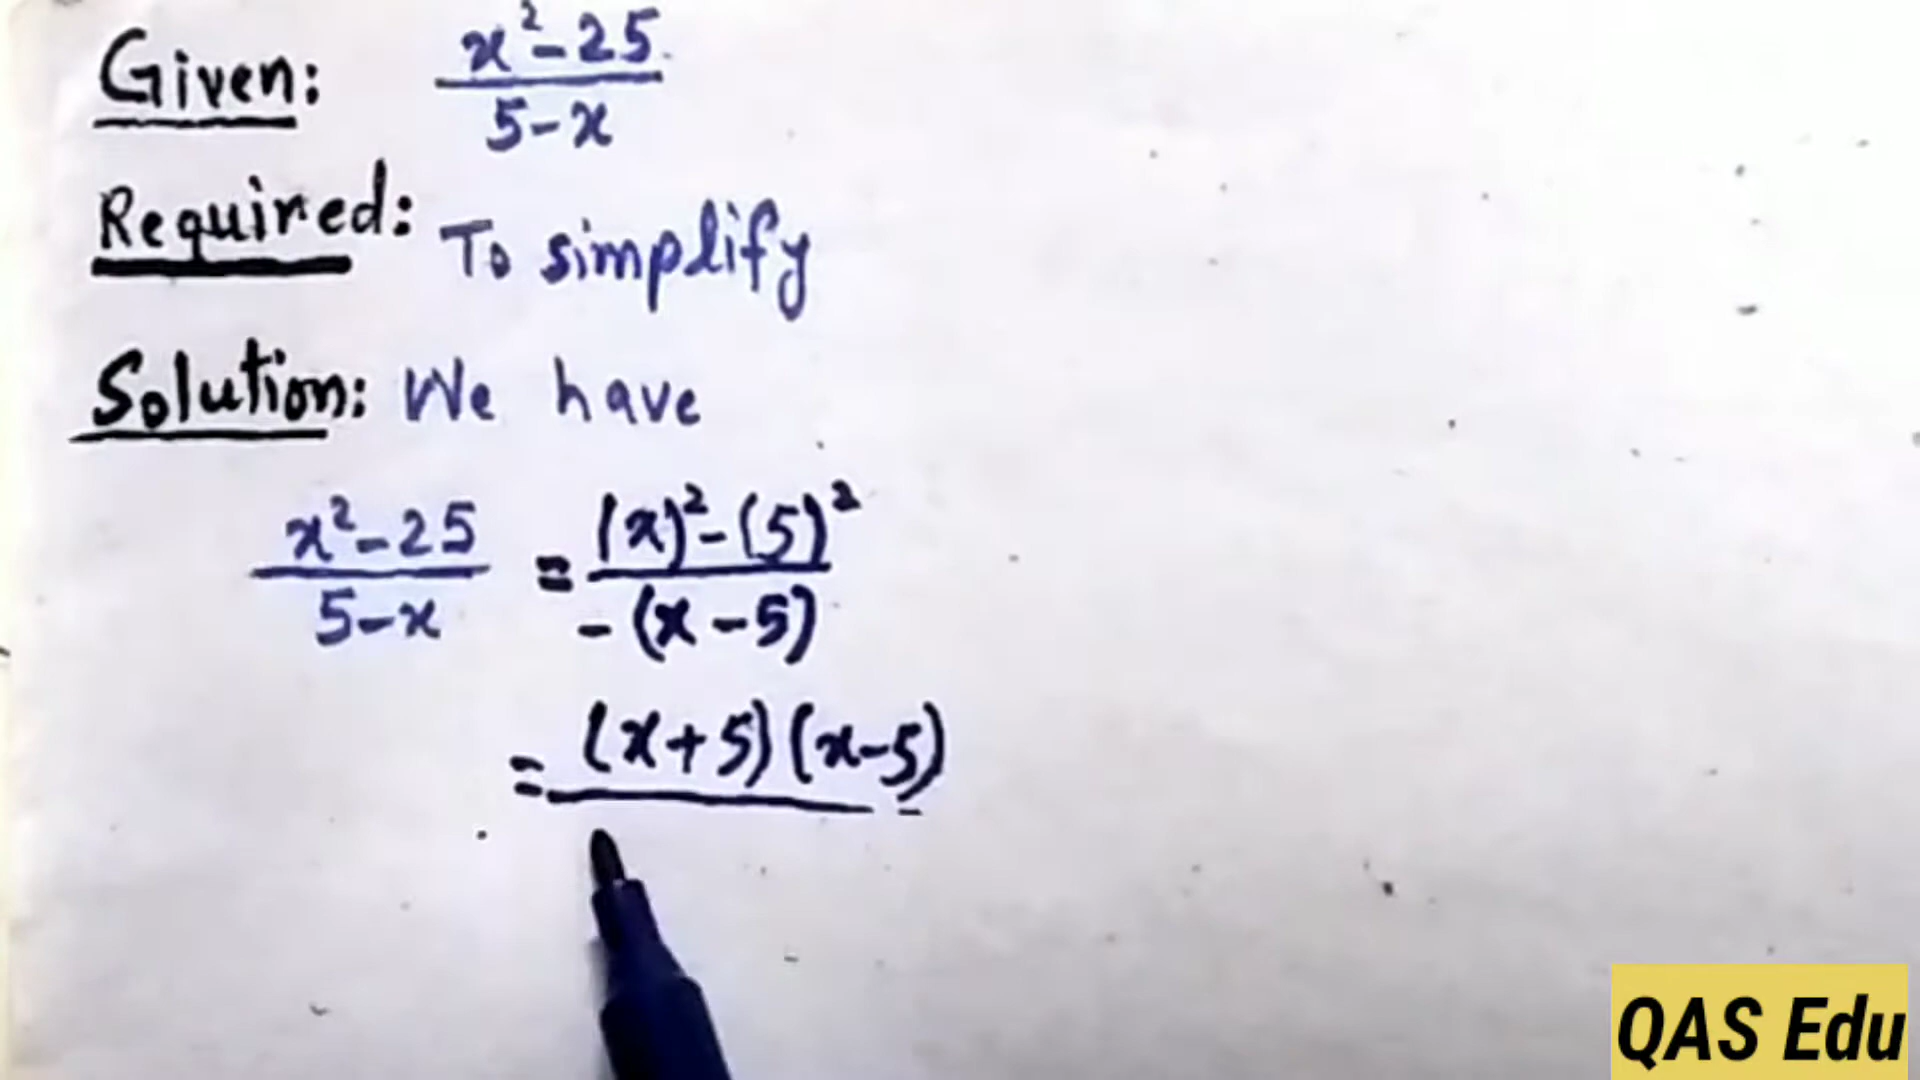 Given: x²-25
5-x
Required: To simplify
Solution: We have
x²-25 = (x)²-(5)²
5-x -(x-5)
= (x+5)(x-5)
QAS Edu